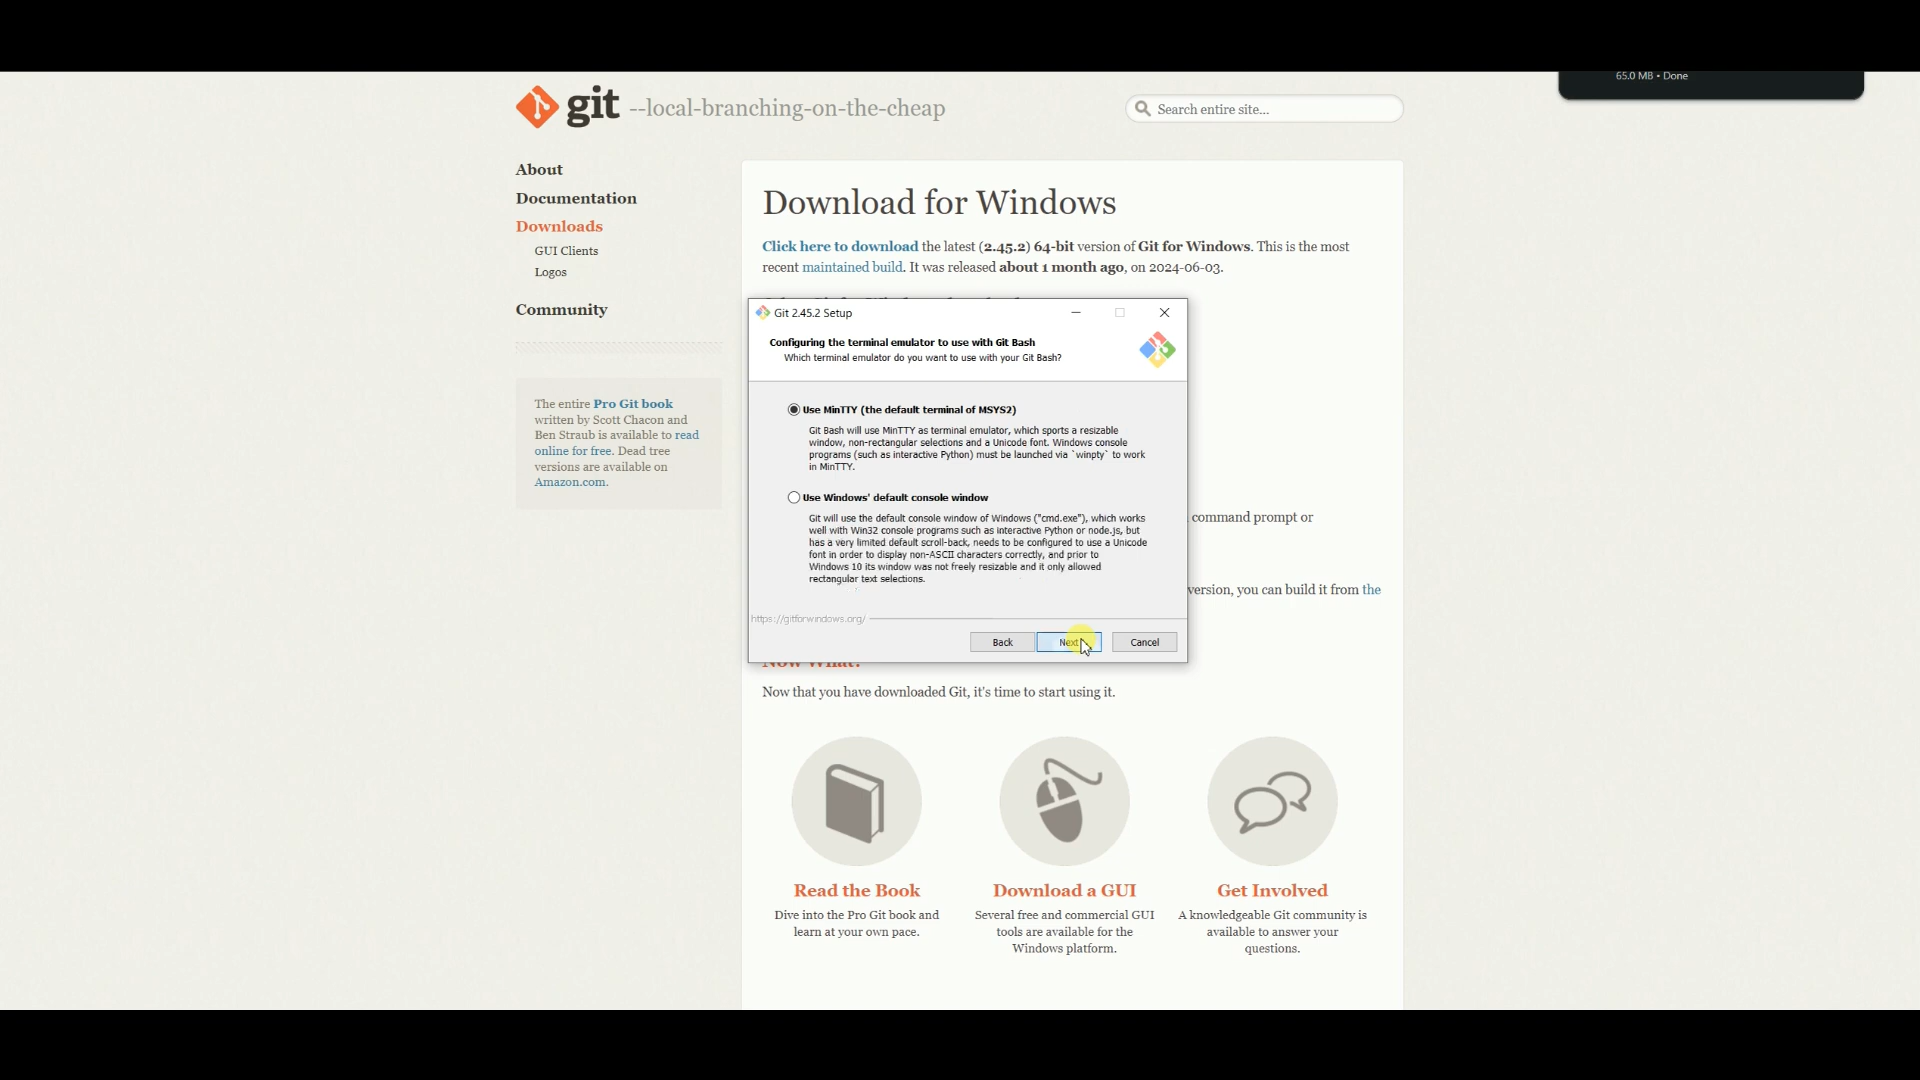 65.0 MB • Done
git --local-branching-on-the-cheap
Search entire site...
About
Documentation
Downloads
GUI Clients
Logos
Community
The entire Pro Git book
written by Scott Chacon and
Ben Straub is available to read
online for free. Dead tree
versions are available on
Amazon.com.
Download for Windows
Click here to download the latest (2.45.2) 64-bit version of Git for Windows. This is the most
recent maintained build. It was released about 1 month ago, on 2024-06-03.
Git 2.45.2 Setup
Configuring the terminal emulator to use with Git Bash
Which terminal emulator do you want to use with your Git Bash?
Use MinTTY (the default terminal of MSYS2)
Git Bash will use MinTTY as terminal emulator, which sports a resizable
window, non-rectangular selections and a Unicode font. Windows console
programs (such as interactive Python) must be launched via `winpty` to work
in MinTTY.
Use Windows' default console window
Git will use the default console window of Windows ("cmd.exe"), which works
well with Win32 console programs such as interactive Python or node.js, but
has a very limited default scroll-back, needs to be configured to use a Unicode
font in order to display non-ASCII characters correctly, and prior to
Windows 10 its window was not freely resizable and it only allowed
rectangular text selections.
https://gitforwindows.org/
Back
Next
Cancel
command prompt or
version, you can build it from the
Now What?
Now that you have downloaded Git, it's time to start using it.
Read the Book
Dive into the Pro Git book and
learn at your own pace.
Download a GUI
Several free and commercial GUI
tools are available for the
Windows platform.
Get Involved
A knowledgeable Git community is
available to answer your
questions.